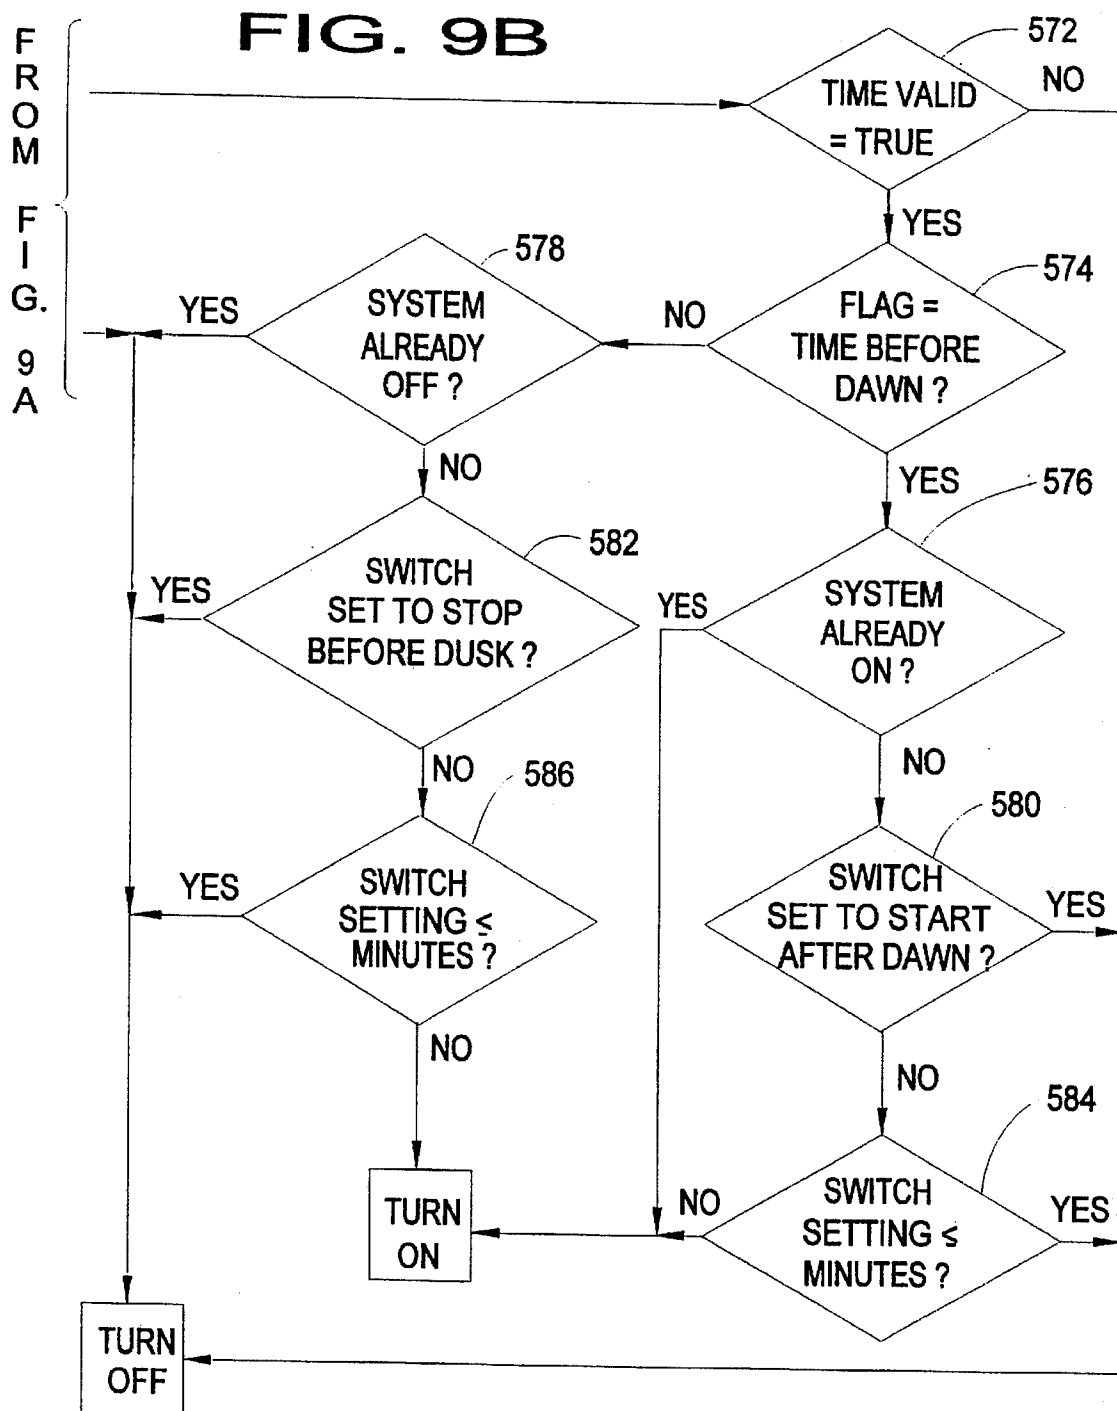 FIG. 9B
FROM FIG. 9A
572
TIME VALID
= TRUE
NO
YES
574
FLAG =
TIME BEFORE
DAWN ?
NO
YES
578
SYSTEM
ALREADY
OFF ?
YES
NO
576
SYSTEM
ALREADY
ON ?
YES
NO
582
SWITCH
SET TO STOP
BEFORE DUSK ?
YES
NO
580
SWITCH
SET TO START
AFTER DAWN ?
YES
NO
586
SWITCH
SETTING ≤
MINUTES ?
YES
NO
584
SWITCH
SETTING ≤
MINUTES ?
NO
YES
TURN
ON
TURN
OFF